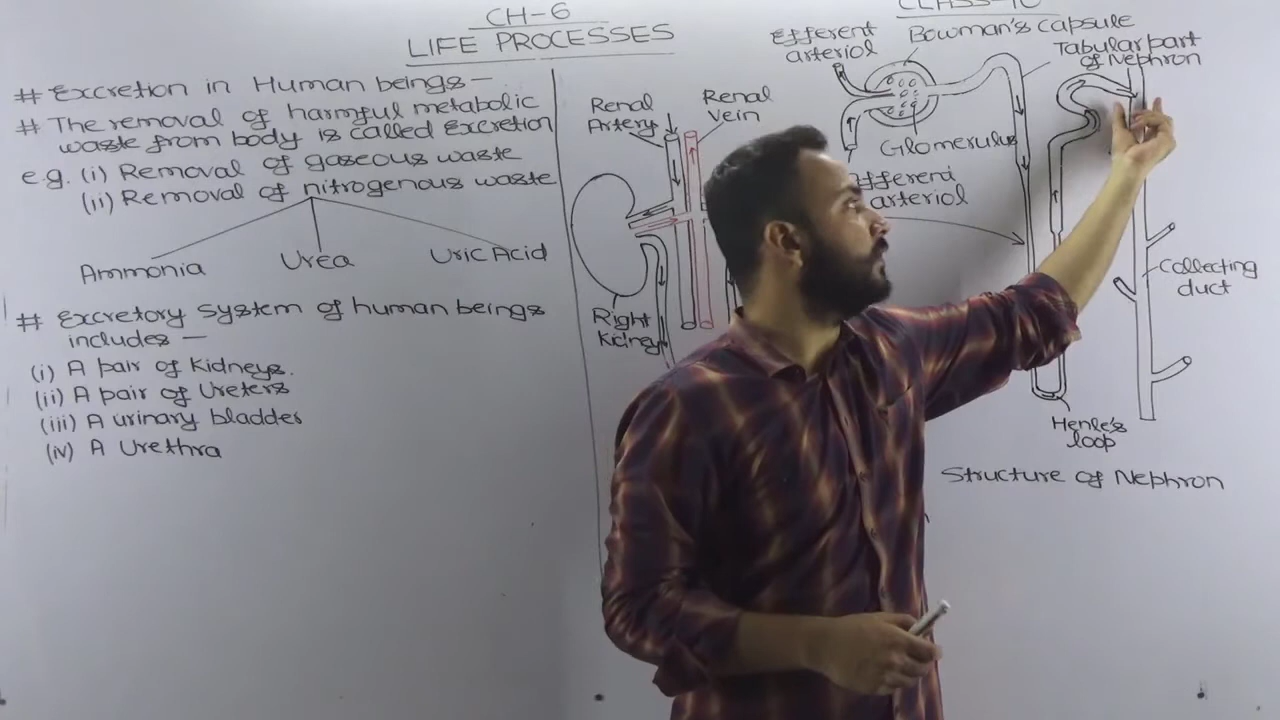 CH-6
LIFE PROCESSES
# Excretion in Human beings-
# The removal of harmful metabolic
waste from body is called Excretion
e.g. (i) Removal of gaseous waste
(ii) Removal of nitrogenous waste
Ammonia
Urea
Uric Acid
# Excretory system of human beings
includes -
(i) A pair of Kidneys.
(ii) A pair of Ureters
(iii) A urinary bladder
(iv) A Urethra
Renal
Artery
Renal
Vein
Right
Kidney
CLASS-10
Efferent
arteriol
Bowman's Capsule
Tabular part
of Nephron
Glomerulus
arteriol
Collecting
duct
Henle's
loop
Structure of Nephron